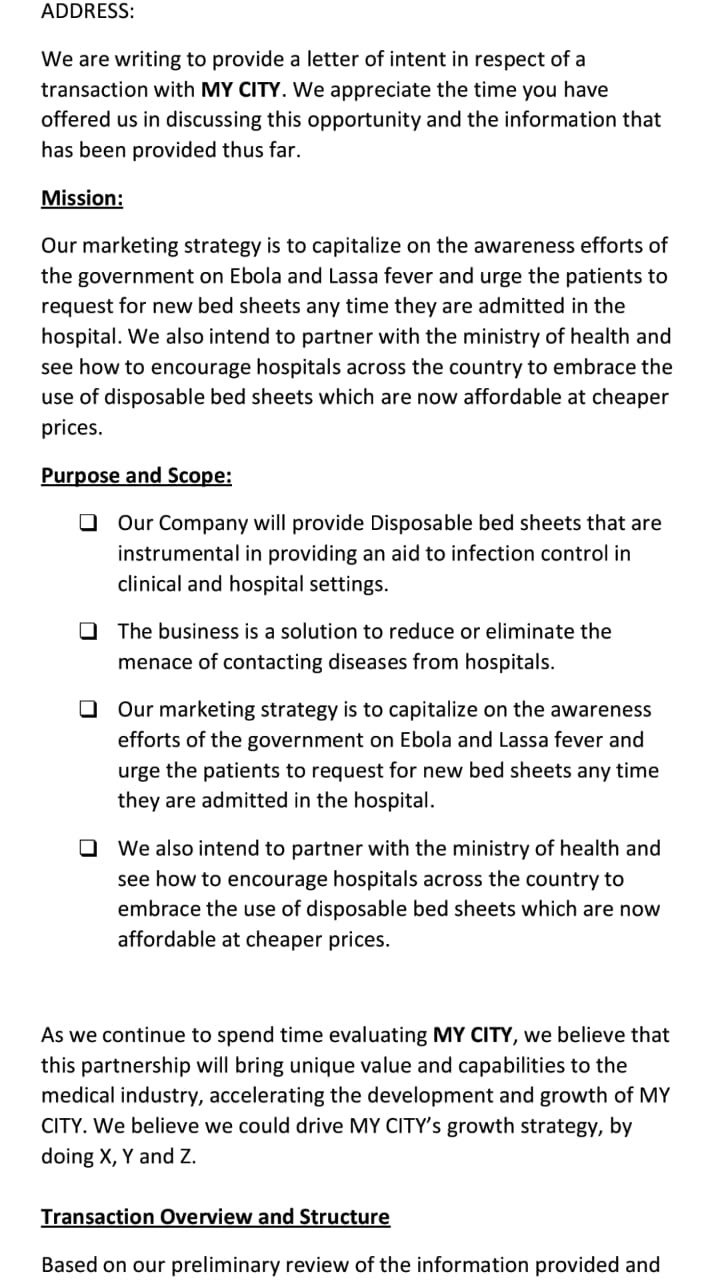 ADDRESS:
We are writing to provide a letter of intent in respect of a
transaction with MY CITY. We appreciate the time you have
offered us in discussing this opportunity and the information that
has been provided thus far.
Mission:
Our marketing strategy is to capitalize on the awareness efforts of
the government on Ebola and Lassa fever and urge the patients to
request for new bed sheets any time they are admitted in the
hospital. We also intend to partner with the ministry of health and
see how to encourage hospitals across the country to embrace the
use of disposable bed sheets which are now affordable at cheaper
prices.
Purpose and Scope:
❑ Our Company will provide Disposable bed sheets that are
instrumental in providing an aid to infection control in
clinical and hospital settings.
❑ The business is a solution to reduce or eliminate the
menace of contacting diseases from hospitals.
❑ Our marketing strategy is to capitalize on the awareness
efforts of the government on Ebola and Lassa fever and
urge the patients to request for new bed sheets any time
they are admitted in the hospital.
❑ We also intend to partner with the ministry of health and
see how to encourage hospitals across the country to
embrace the use of disposable bed sheets which are now
affordable at cheaper prices.
As we continue to spend time evaluating MY CITY, we believe that
this partnership will bring unique value and capabilities to the
medical industry, accelerating the development and growth of MY
CITY. We believe we could drive MY CITY’s growth strategy, by
doing X, Y and Z.
Transaction Overview and Structure
Based on our preliminary review of the information provided and